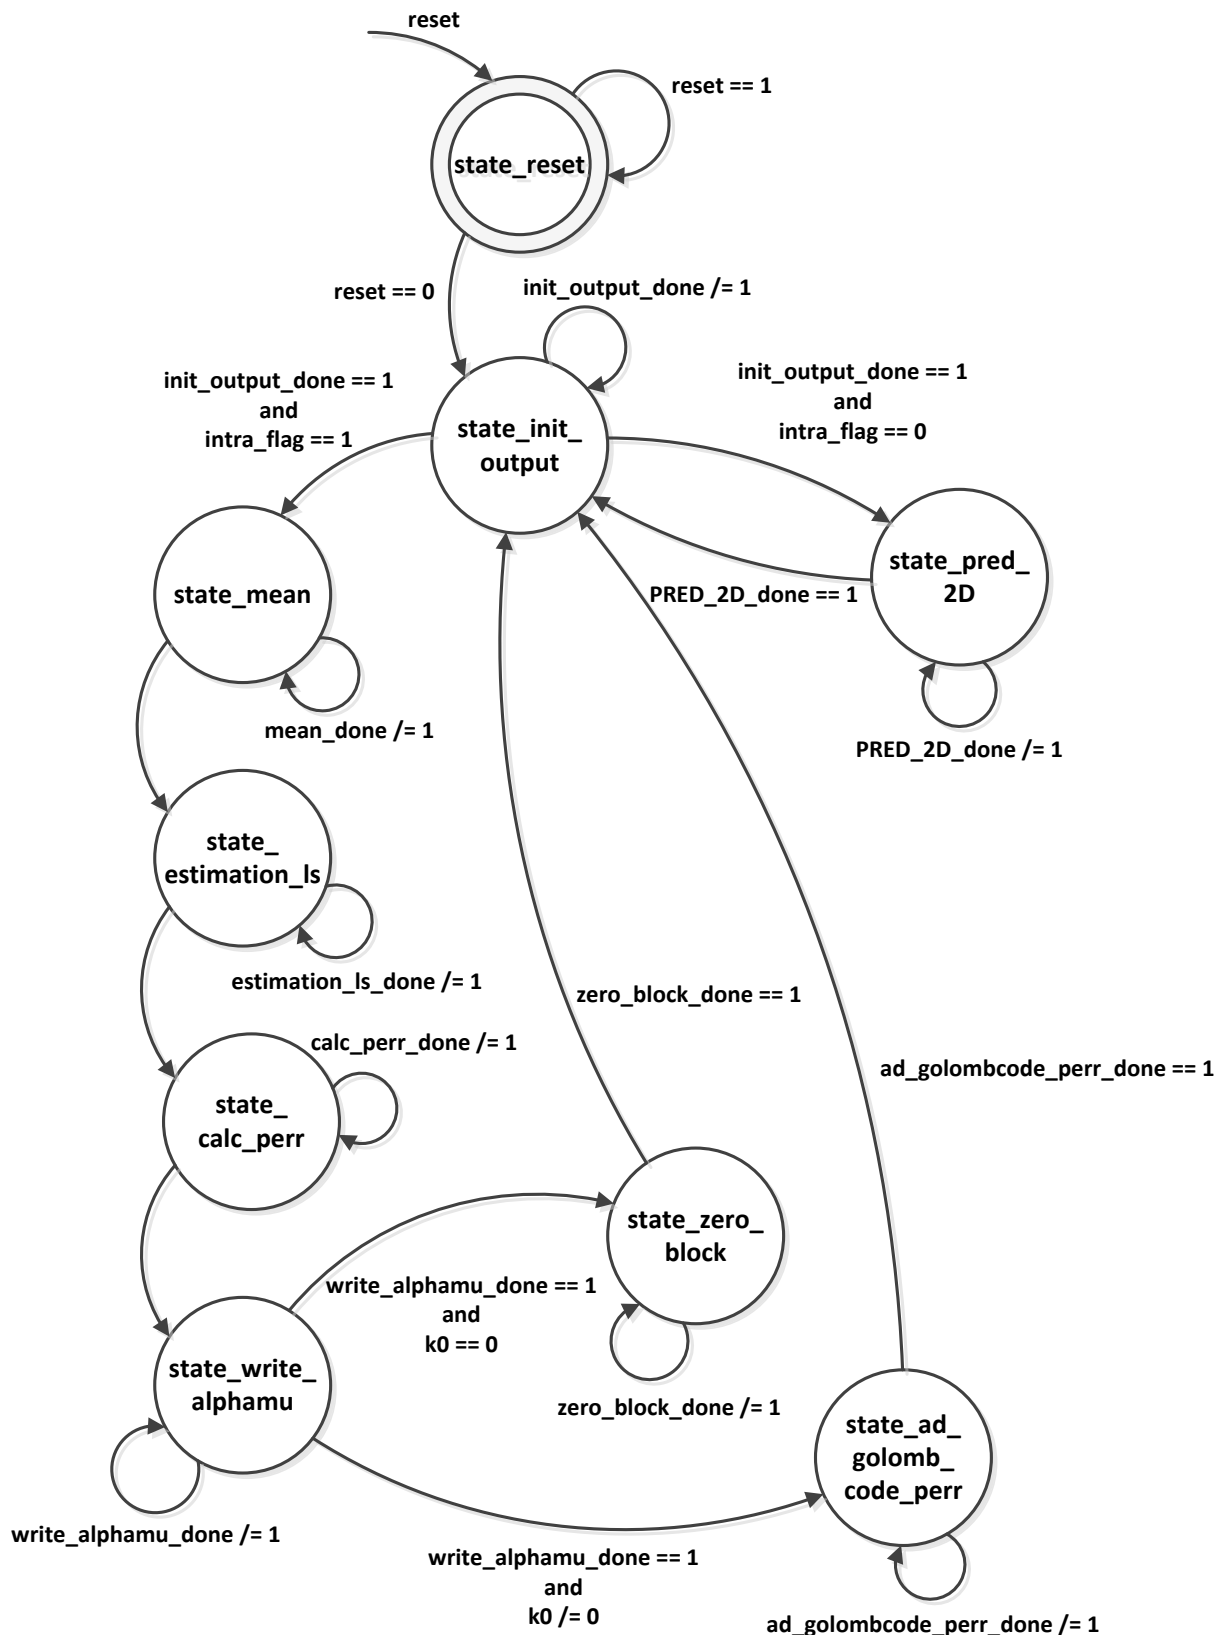 reset
reset == 1
state_reset
reset == 0
init_output_done /= 1
init_output_done == 1
and
intra_flag == 1
init_output_done == 1
and
intra_flag == 0
state_init_
output
state_pred_
2D
state_mean
PRED_2D_done == 1
mean_done /= 1
PRED_2D_done /= 1
state_
estimation_ls
estimation_ls_done /= 1
zero_block_done == 1
calc_perr_done /= 1
ad_golombcode_perr_done == 1
state_
calc_perr
state_zero_
block
write_alphamu_done == 1
and
k0 == 0
state_write_
alphamu
zero_block_done /= 1
state_ad_
golomb_
code_perr
write_alphamu_done /= 1
write_alphamu_done == 1
and
k0 /= 0
ad_golombcode_perr_done /= 1